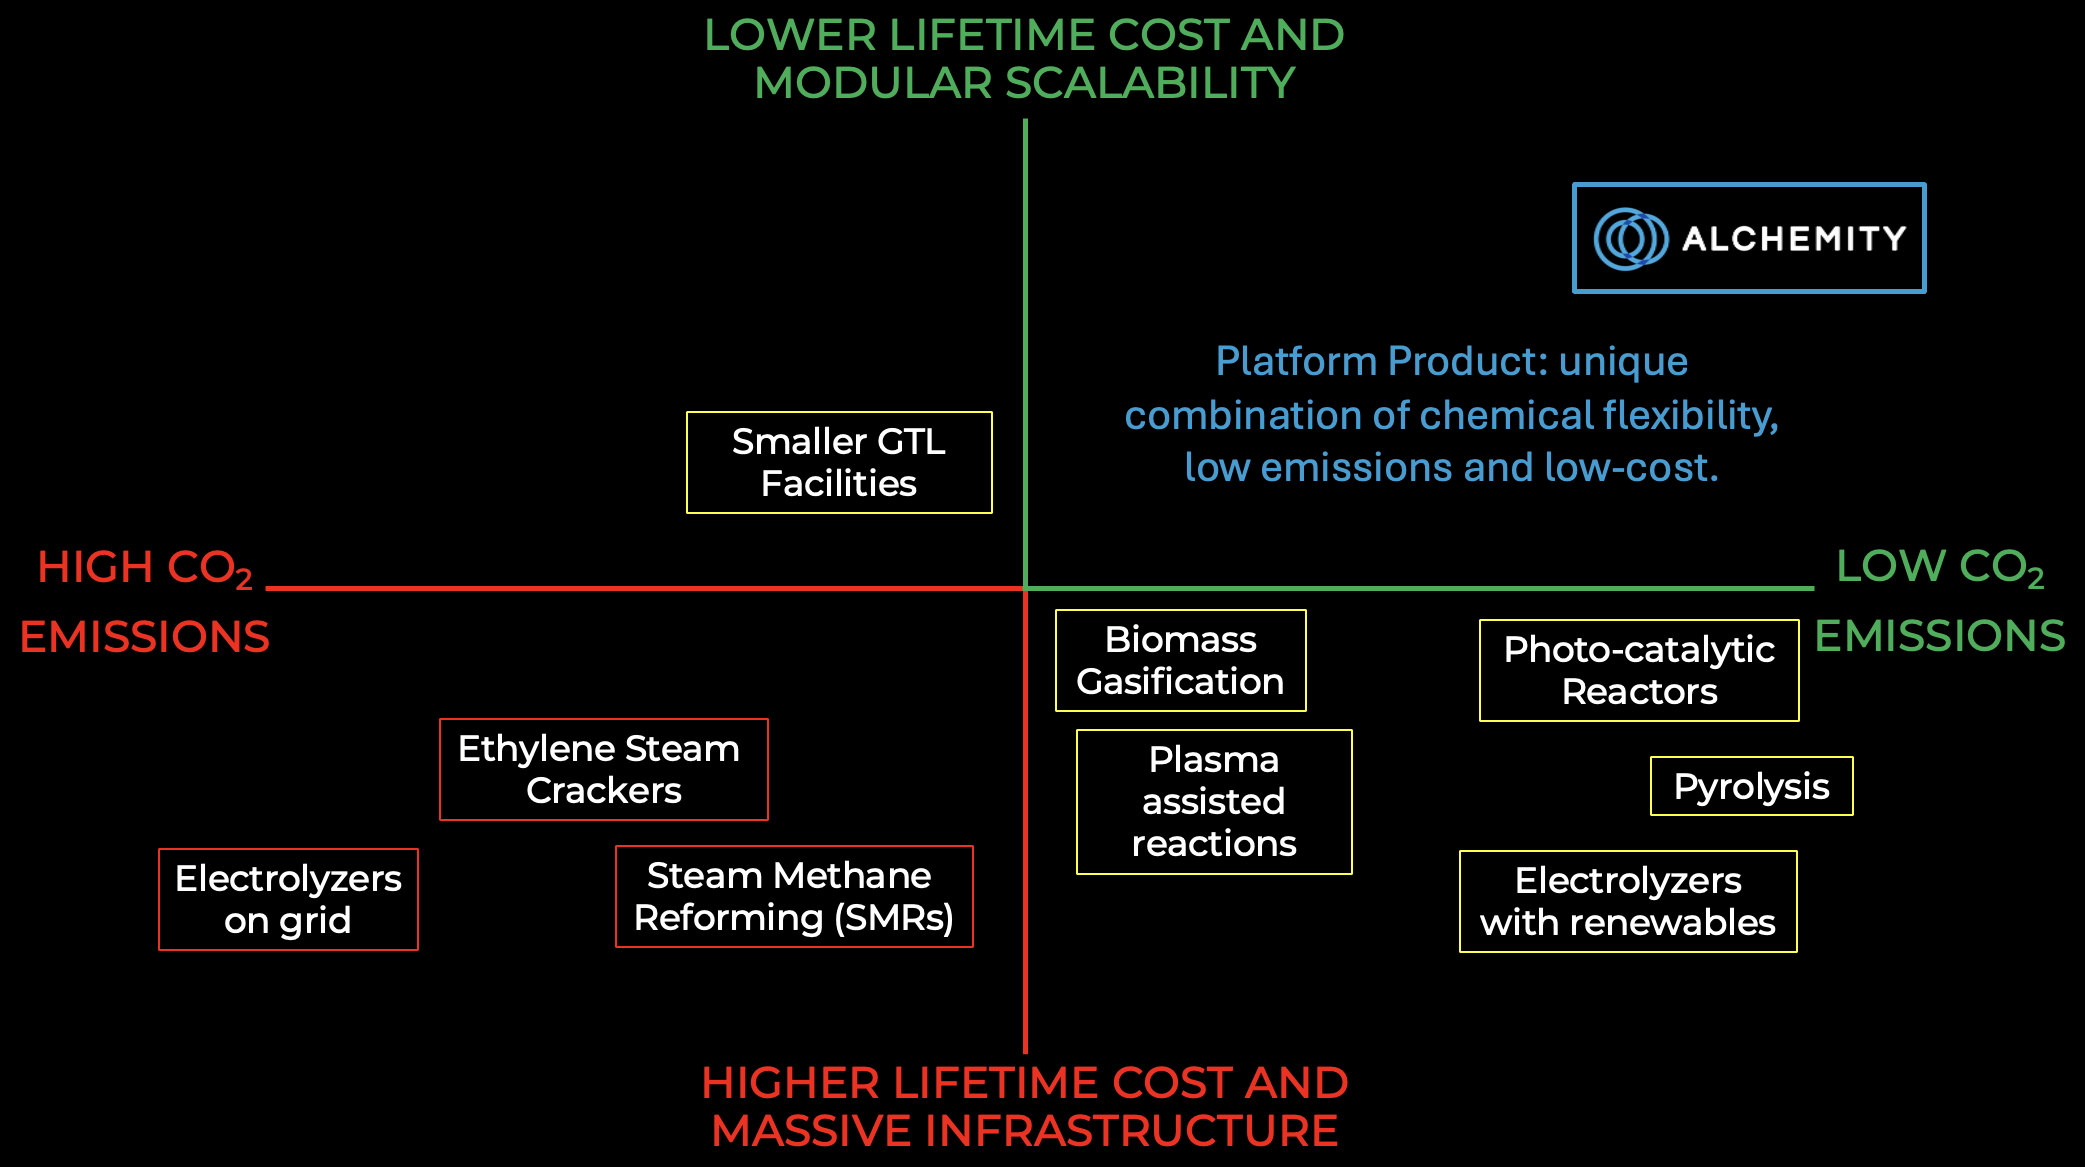 LOWER LIFETIME COST AND
MODULAR SCALABILITY
ALCHEMITY
Platform Product: unique
combination of chemical flexibility,
low emissions and low-cost.
Smaller GTL
Facilities
HIGH CO₂
EMISSIONS
LOW CO₂
EMISSIONS
Biomass
Gasification
Photo-catalytic
Reactors
Ethylene Steam
Crackers
Plasma
assisted
reactions
Pyrolysis
Electrolyzers
on grid
Steam Methane
Reforming (SMRs)
Electrolyzers
with renewables
HIGHER LIFETIME COST AND
MASSIVE INFRASTRUCTURE